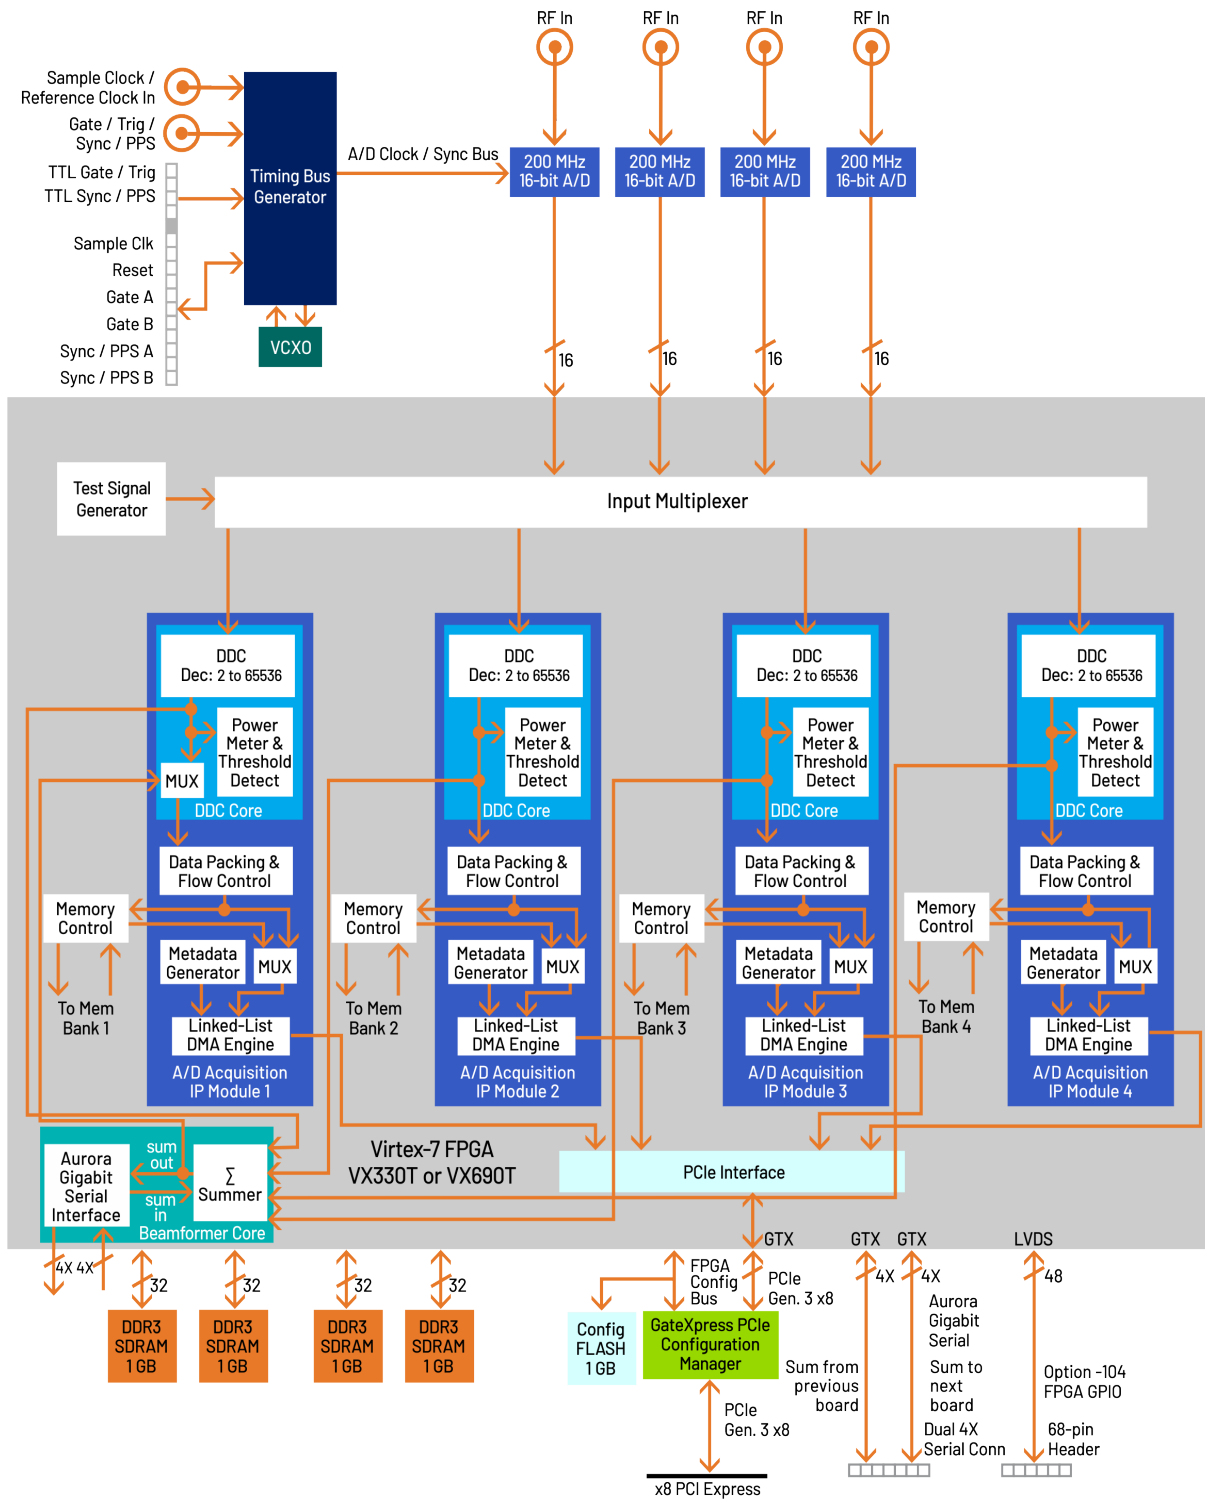 RF In
RF In
RF In
RF In
Sample Clock /
Reference Clock In
Gate / Trig /
Sync / PPS
TTL Gate / Trig
TTL Sync / PPS
Sample Clk
Reset
Gate A
Gate B
Sync / PPS A
Sync / PPS B
Timing Bus
Generator
VCXO
A/D Clock / Sync Bus
200 MHz
16-bit A/D
200 MHz
16-bit A/D
200 MHz
16-bit A/D
200 MHz
16-bit A/D
16
16
16
16
Test Signal
Generator
Input Multiplexer
DDC
Dec: 2 to 65536
Power
Meter &
Threshold
Detect
MUX
DDC Core
Data Packing &
Flow Control
Memory
Control
Metadata
Generator
MUX
To Mem
Bank 1
Linked-List
DMA Engine
A/D Acquisition
IP Module 1
DDC
Dec: 2 to 65536
Power
Meter &
Threshold
Detect
DDC Core
Data Packing &
Flow Control
Memory
Control
Metadata
Generator
MUX
To Mem
Bank 2
Linked-List
DMA Engine
A/D Acquisition
IP Module 2
DDC
Dec: 2 to 65536
Power
Meter &
Threshold
Detect
DDC Core
Data Packing &
Flow Control
Memory
Control
Metadata
Generator
MUX
To Mem
Bank 3
Linked-List
DMA Engine
A/D Acquisition
IP Module 3
DDC
Dec: 2 to 65536
Power
Meter &
Threshold
Detect
DDC Core
Data Packing &
Flow Control
Memory
Control
Metadata
Generator
MUX
To Mem
Bank 4
Linked-List
DMA Engine
A/D Acquisition
IP Module 4
Aurora
Gigabit
Serial
Interface
sum
out
sum
in
∑
Summer
Beamformer Core
Virtex-7 FPGA
VX330T or VX690T
PCIe Interface
GTX
GTX
GTX
LVDS
4X
4X
32
32
32
32
DDR3
SDRAM
1 GB
DDR3
SDRAM
1 GB
DDR3
SDRAM
1 GB
DDR3
SDRAM
1 GB
FPGA
Config
Bus
PCIe
Gen. 3 x8
4X
4X
48
Config
FLASH
1 GB
GateXpress PCIe
Configuration
Manager
Aurora
Gigabit
Serial
Sum from
previous
board
Sum to
next
board
Option -104
FPGA GPIO
PCIe
Gen. 3 x8
Dual 4X
Serial Conn
68-pin
Header
x8 PCI Express